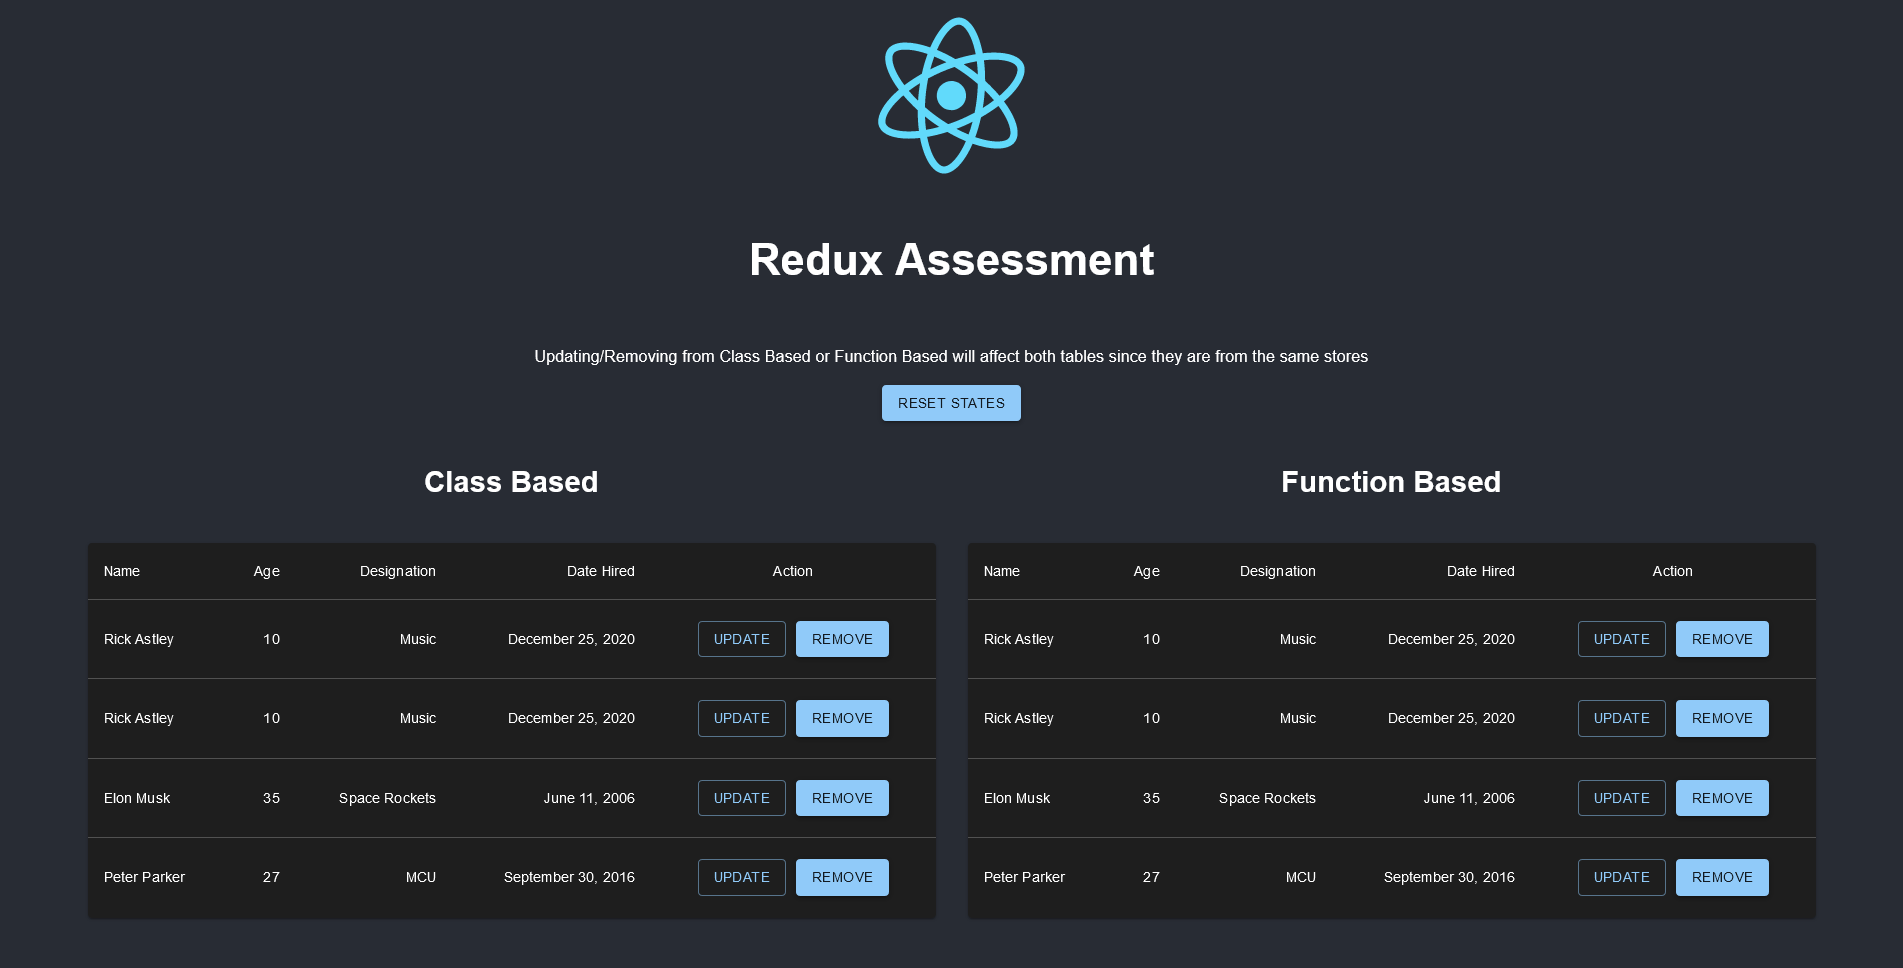 Redux Assessment
Updating/Removing from Class Based or Function Based will affect both tables since they are from the same stores
RESET STATES
Class Based
Name Age Designation Date Hired Action
Rick Astley 10 Music December 25, 2020 UPDATE REMOVE
Rick Astley 10 Music December 25, 2020 UPDATE REMOVE
Elon Musk 35 Space Rockets June 11, 2006 UPDATE REMOVE
Peter Parker 27 MCU September 30, 2016 UPDATE REMOVE
Function Based
Name Age Designation Date Hired Action
Rick Astley 10 Music December 25, 2020 UPDATE REMOVE
Rick Astley 10 Music December 25, 2020 UPDATE REMOVE
Elon Musk 35 Space Rockets June 11, 2006 UPDATE REMOVE
Peter Parker 27 MCU September 30, 2016 UPDATE REMOVE